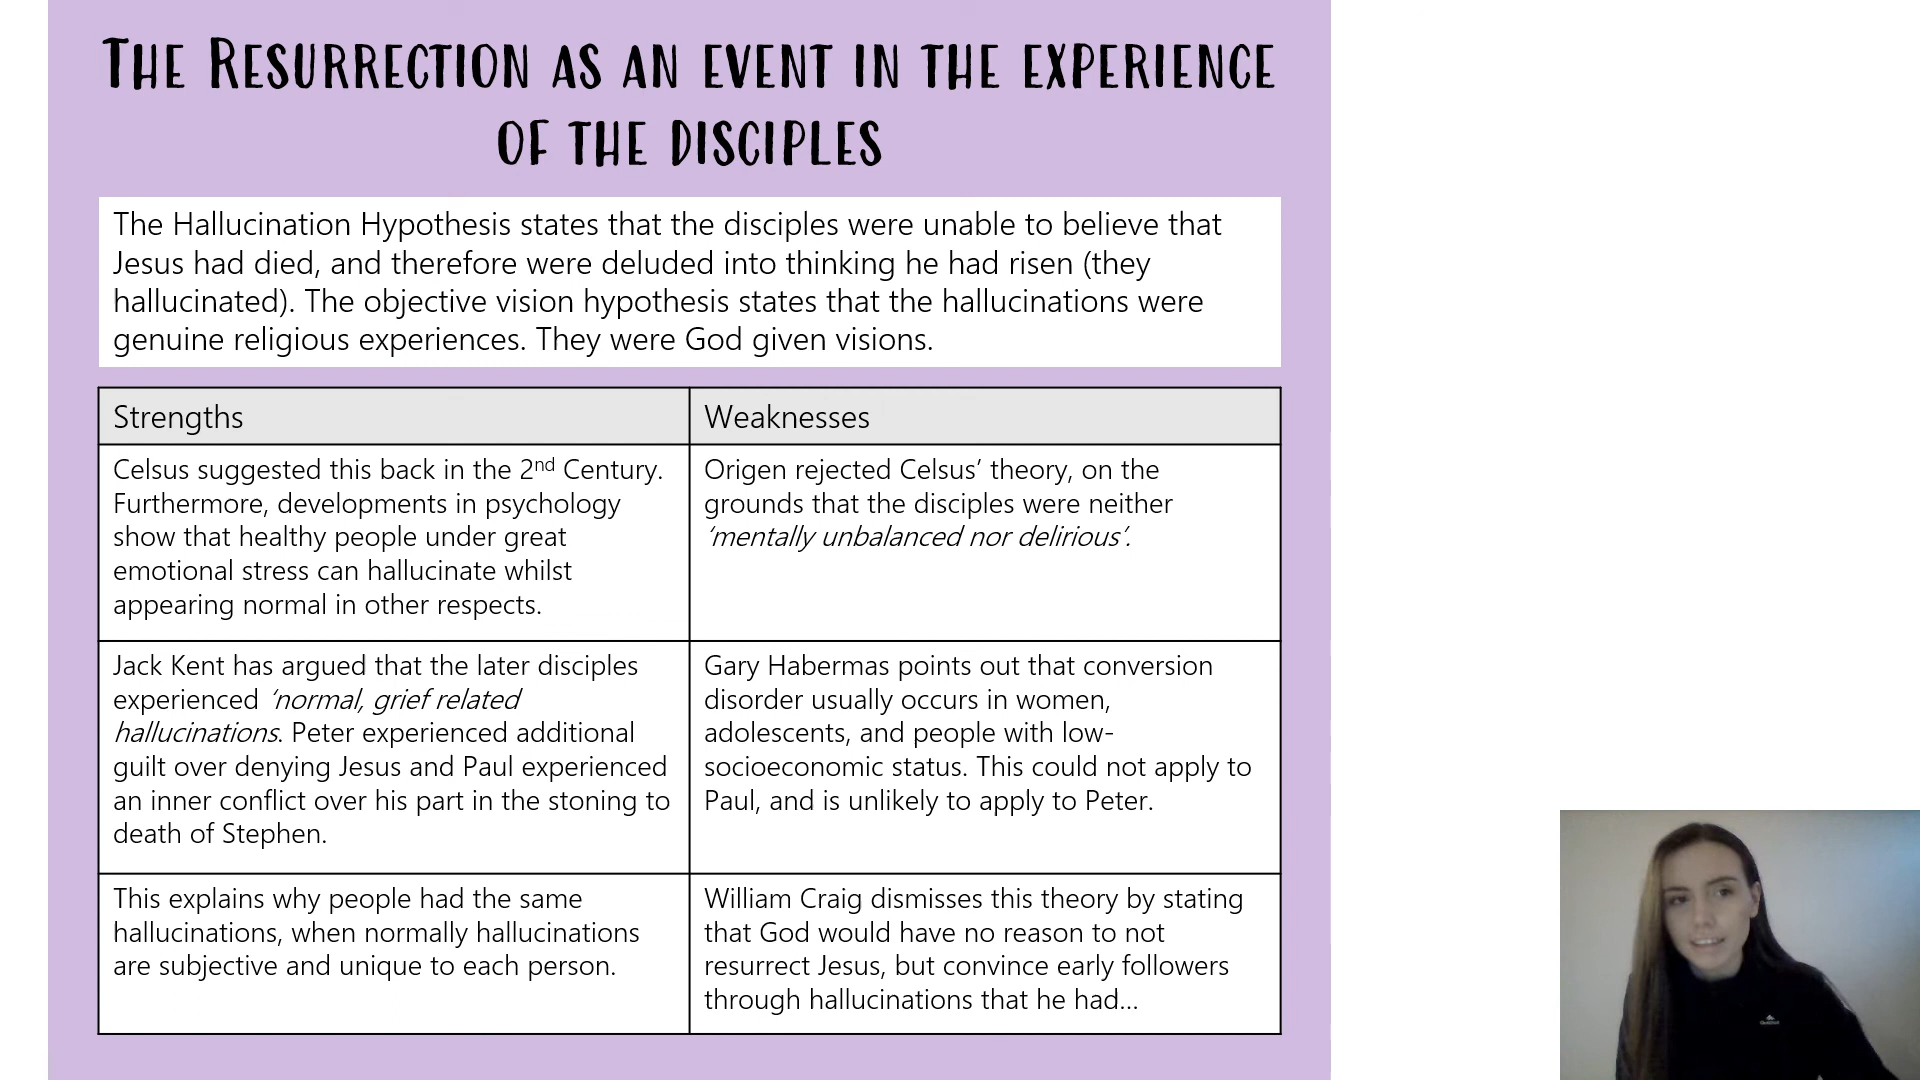 THE RESURRECTION AS AN EVENT IN THE EXPERIENCE
OF THE DISCIPLES
The Hallucination Hypothesis states that the disciples were unable to believe that
Jesus had died, and therefore were deluded into thinking he had risen (they
hallucinated). The objective vision hypothesis states that the hallucinations were
genuine religious experiences. They were God given visions.
Strengths
Weaknesses
Celsus suggested this back in the 2nd Century.
Furthermore, developments in psychology
show that healthy people under great
emotional stress can hallucinate whilst
appearing normal in other respects.
Origen rejected Celsus’ theory, on the
grounds that the disciples were neither
‘mentally unbalanced nor delirious’.
Jack Kent has argued that the later disciples
experienced ‘normal, grief related
hallucinations. Peter experienced additional
guilt over denying Jesus and Paul experienced
an inner conflict over his part in the stoning to
death of Stephen.
Gary Habermas points out that conversion
disorder usually occurs in women,
adolescents, and people with low-
socioeconomic status. This could not apply to
Paul, and is unlikely to apply to Peter.
This explains why people had the same
hallucinations, when normally hallucinations
are subjective and unique to each person.
William Craig dismisses this theory by stating
that God would have no reason to not
resurrect Jesus, but convince early followers
through hallucinations that he had...